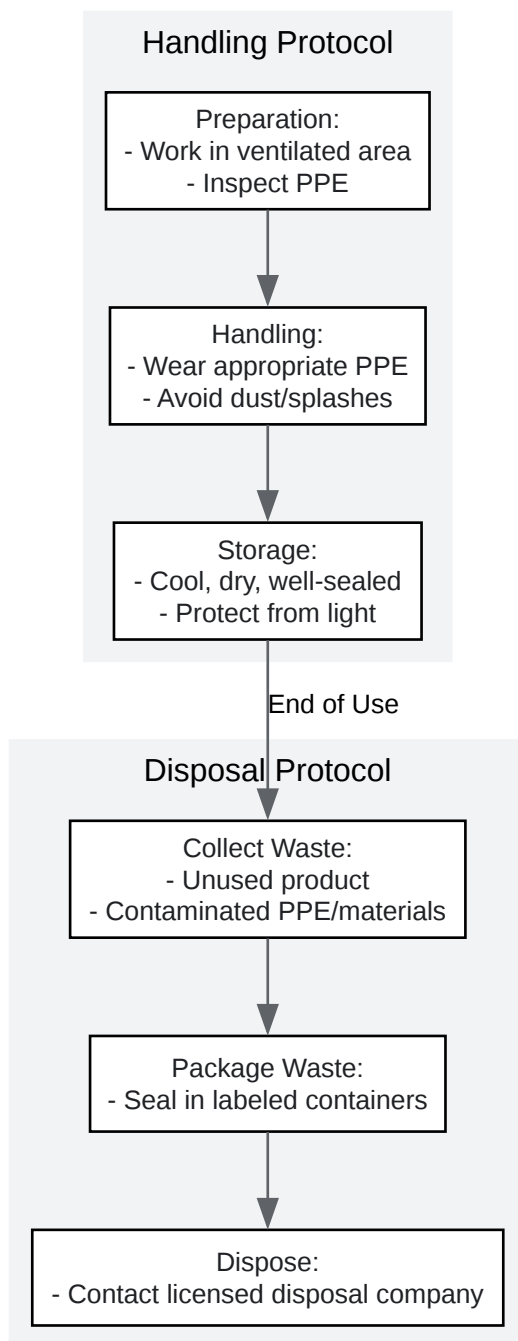 Handling Protocol
Preparation:
- Work in ventilated area
- Inspect PPE
Handling:
- Wear appropriate PPE
- Avoid dust/splashes
Storage:
- Cool, dry, well-sealed
- Protect from light
End of Use
Disposal Protocol
Collect Waste:
- Unused product
- Contaminated PPE/materials
Package Waste:
- Seal in labeled containers
Dispose:
- Contact licensed disposal company